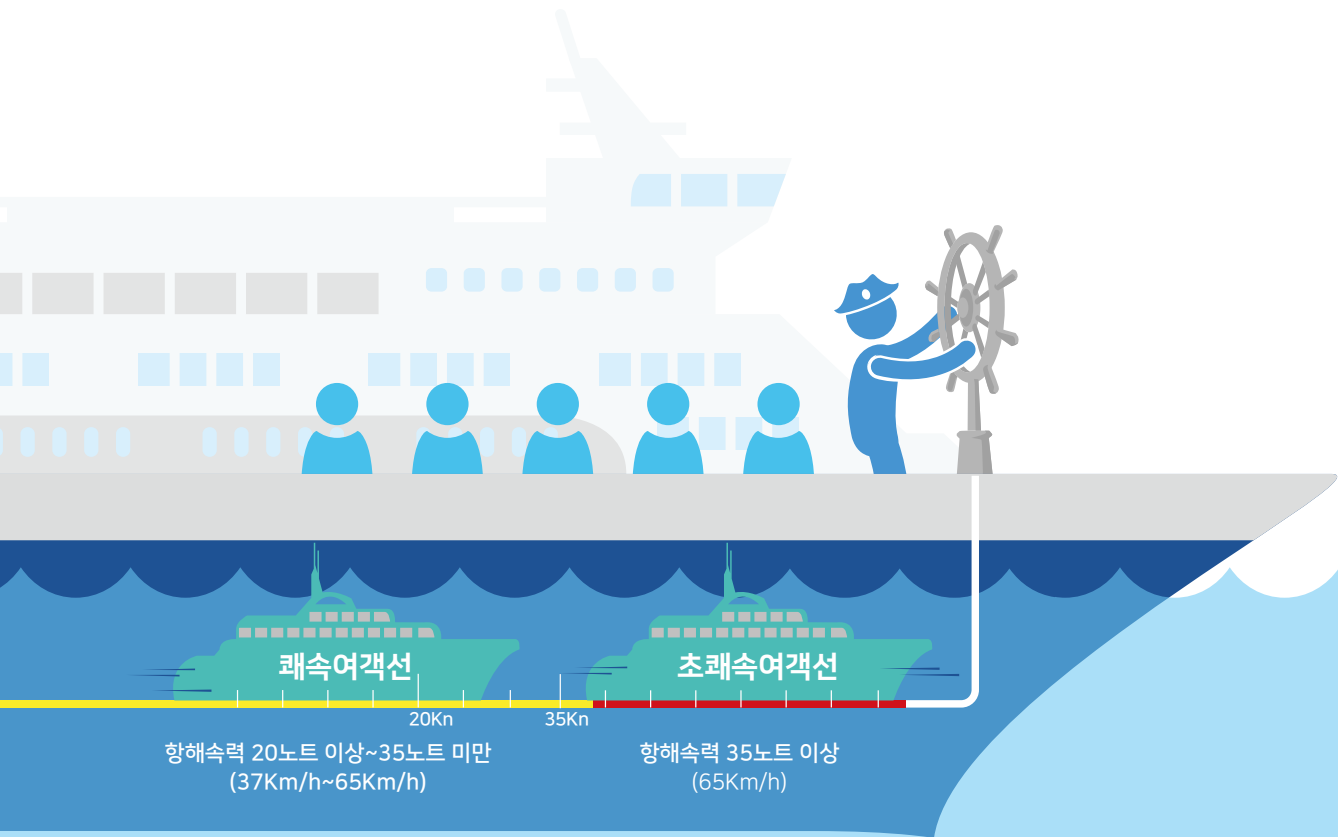 쾌속여객선
초쾌속여객선
20Kn
35Kn
항해속력 20노트 이상~35노트 미만
(37Km/h~65Km/h)
항해속력 35노트 이상
(65Km/h)